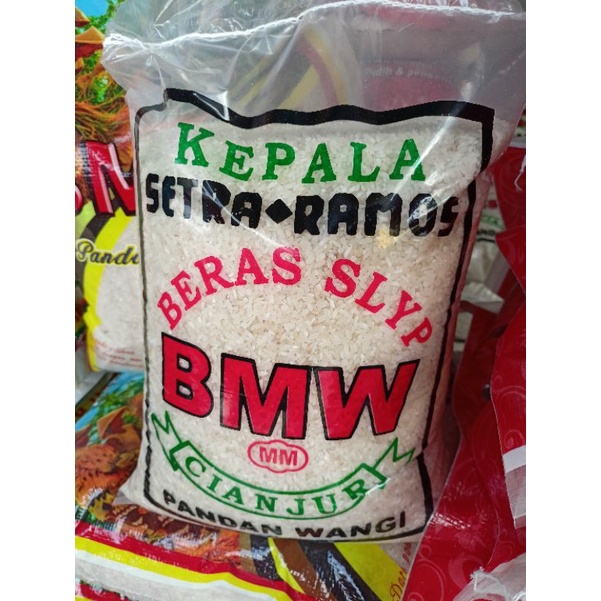 KEPALA
SETRA◆RAMOS
BERAS SLYP
BMW
MM
CIANJUR
PANDAN WANGI